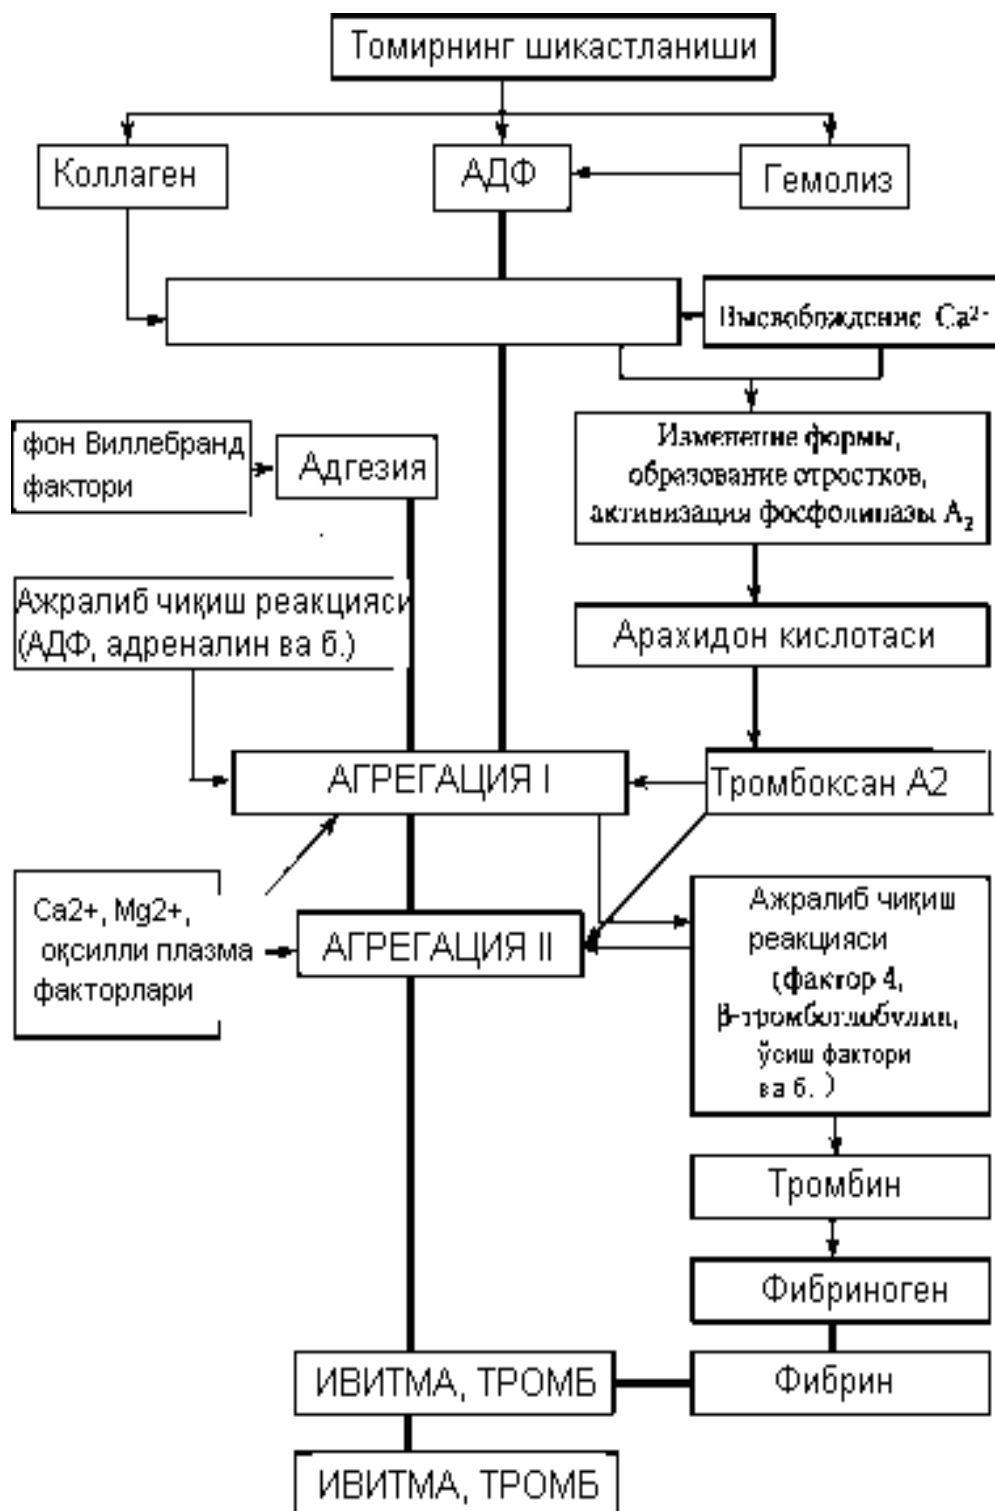 Томирнинг шикастланиши
Коллаген
АДФ
Гемолиз
Высвобождение Ca²⁺
фон Виллебранд
фактори
Адгезия
Изменение формы,
образование отростков,
активизация фосфолипазы A₂
Ажралиб чиқиш реакцияси
(АДФ, адреналин ва б.)
Арахидон кислотаси
АГРЕГАЦИЯ I
Тромбоксан А2
Ca2+, Mg2+,
оқсилли плазма
факторлари
АГРЕГАЦИЯ II
Ажралиб чиқиш
реакцияси
(фактор 4,
β-тромбоглобулин,
ўсиш фактори
ва б. )
Тромбин
Фибриноген
ИВИТМА, ТРОМБ
Фибрин
ИВИТМА, ТРОМБ